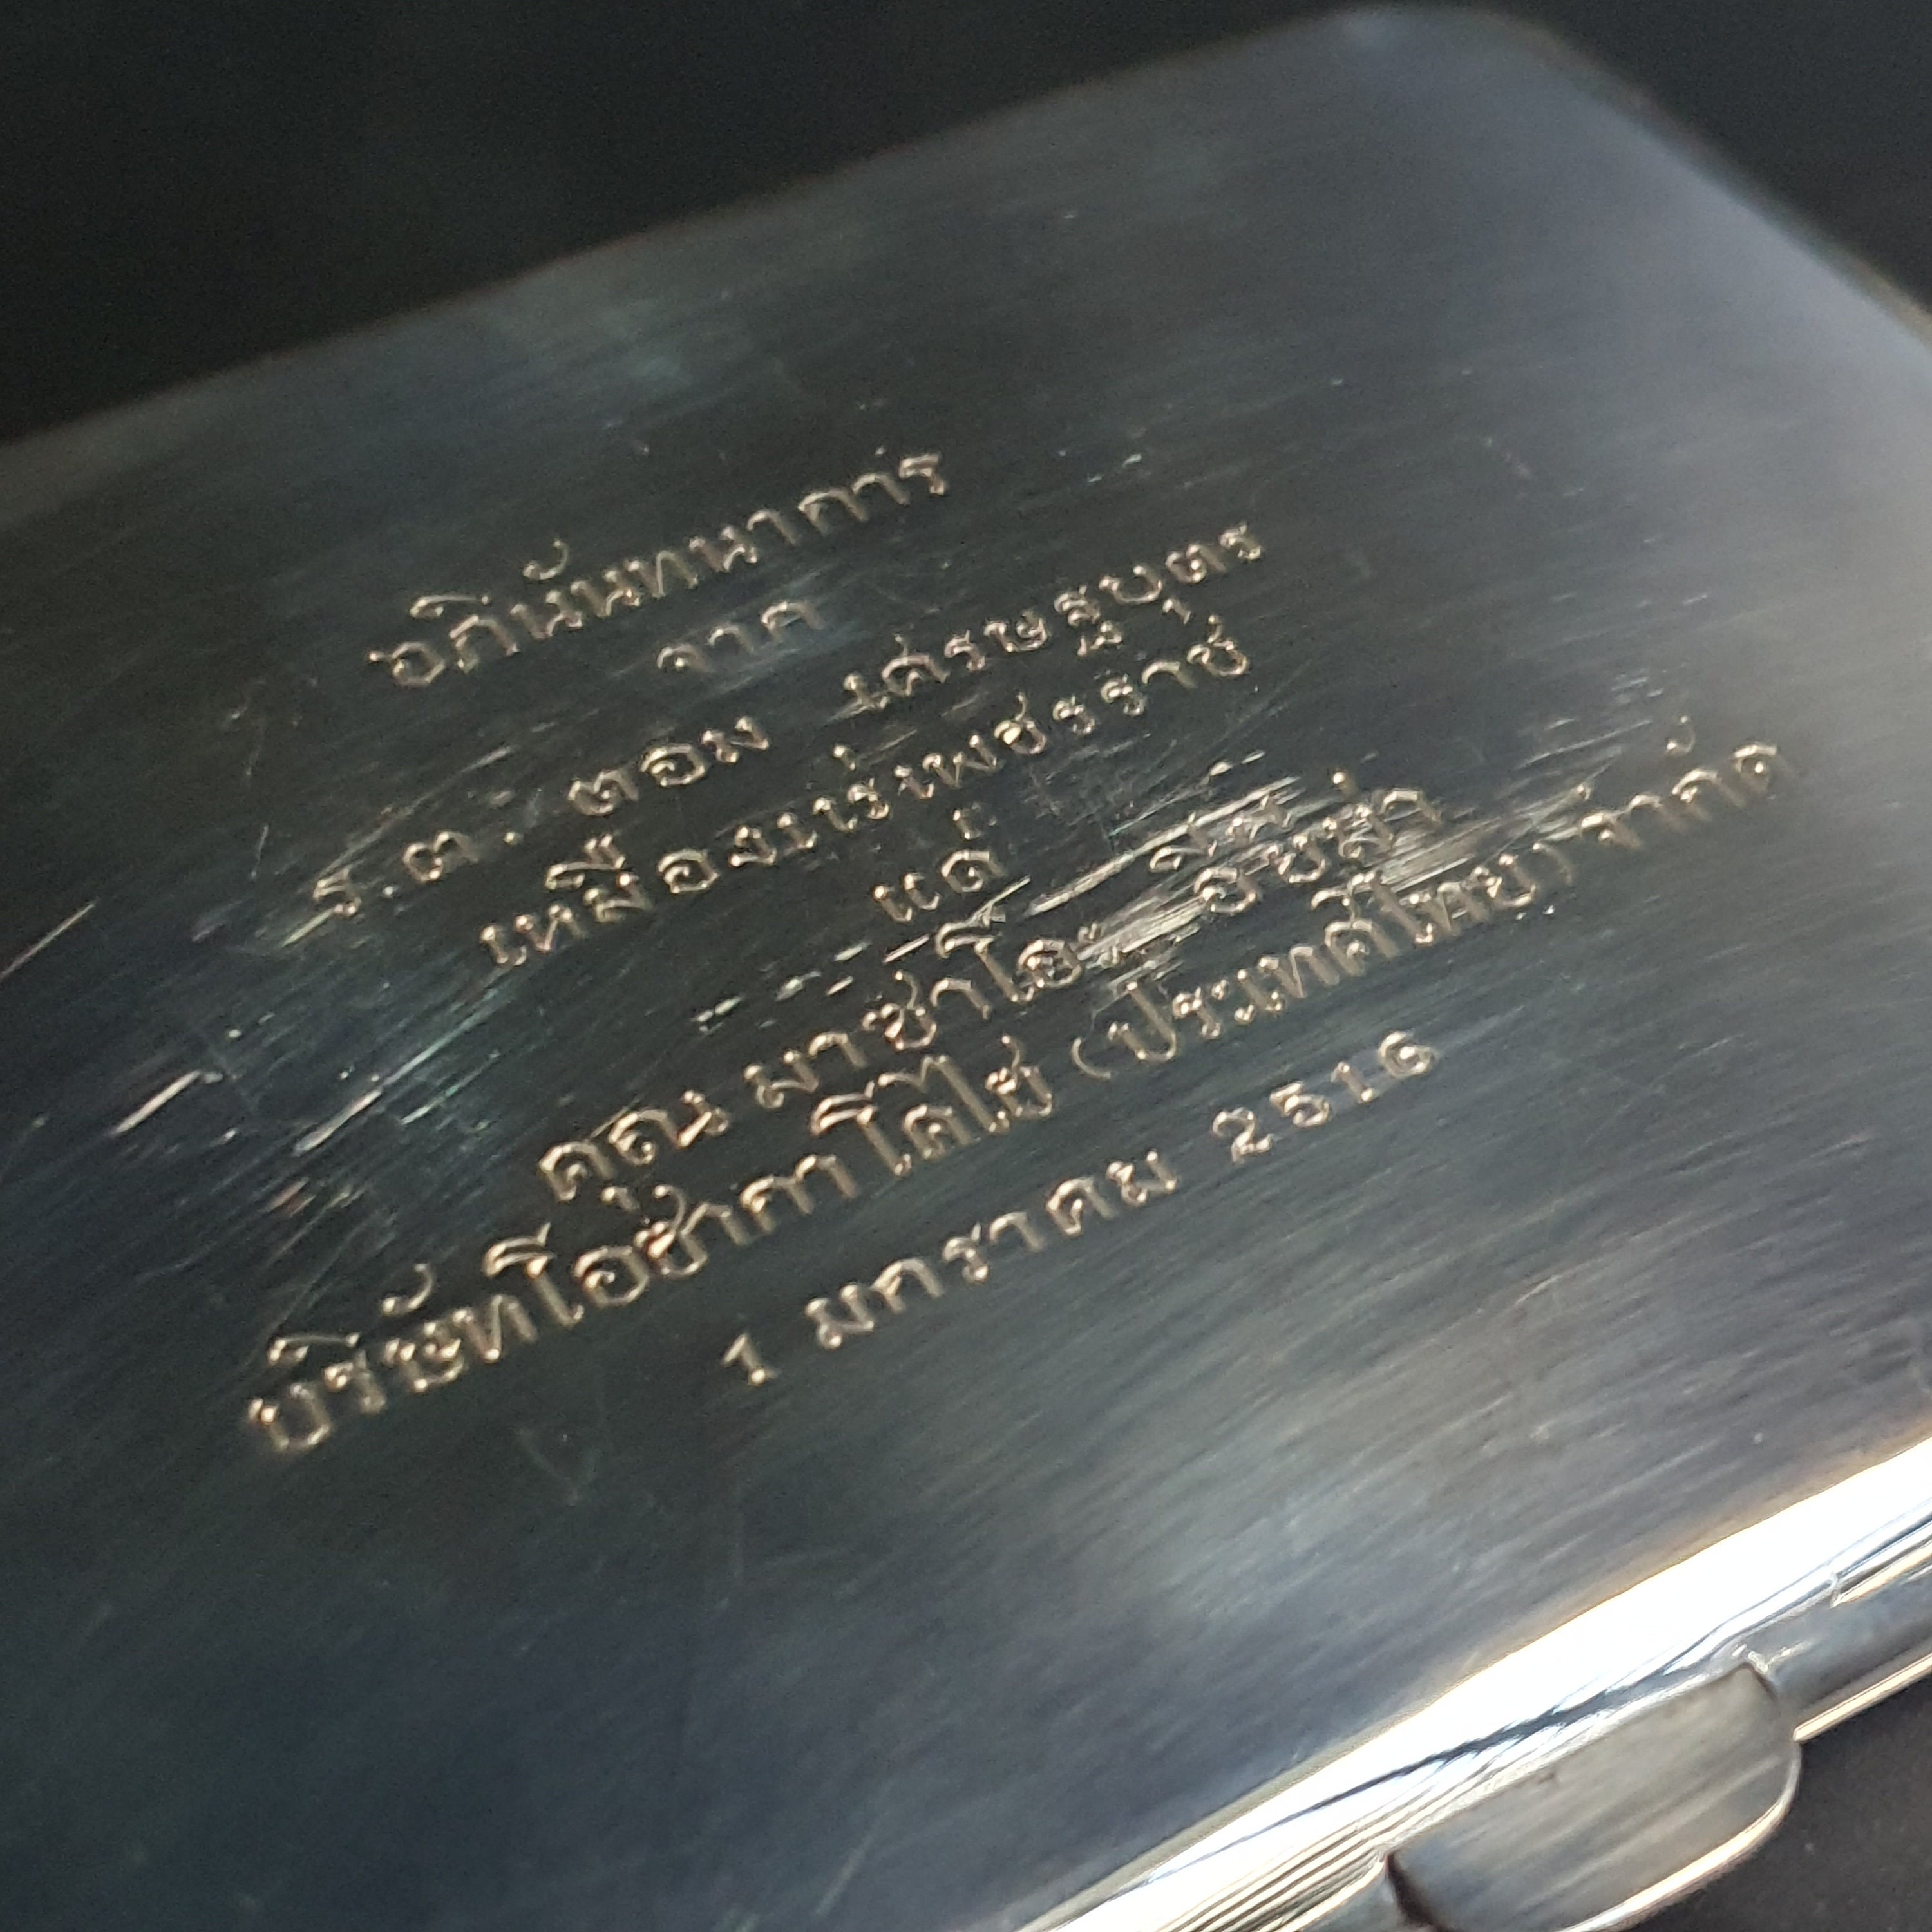 อภินันทนาการ
จาก
ร.ต. ตอม เศรษฐบุตร
เหมืองแร่เพชรราช
แด่
คุณ มาซาโอะ
บริษัทโอซากาโคไฮ (ประเทศไทย) จำกัด
1 มกราคม 2516